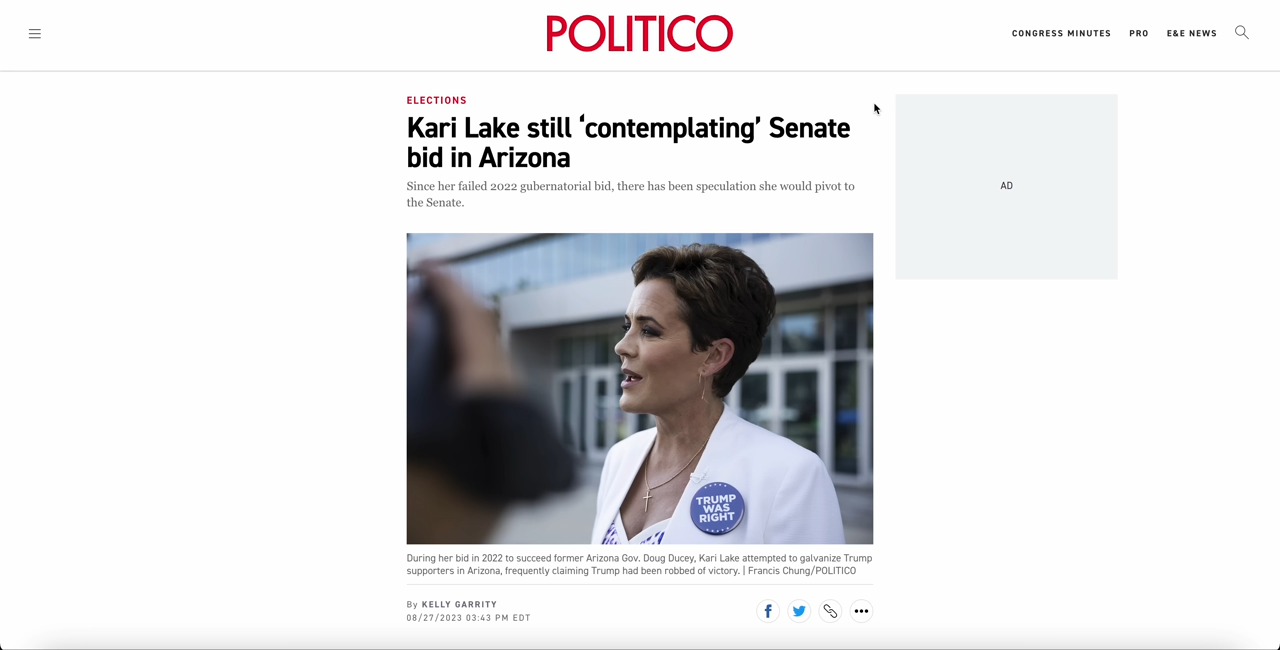 POLITICO
CONGRESS MINUTES PRO E&E NEWS
ELECTIONS
Kari Lake still ‘contemplating’ Senate
bid in Arizona
Since her failed 2022 gubernatorial bid, there has been speculation she would pivot to
the Senate.
AD
TRUMP
WAS
RIGHT
During her bid in 2022 to succeed former Arizona Gov. Doug Ducey, Kari Lake attempted to galvanize Trump
supporters in Arizona, frequently claiming Trump had been robbed of victory. | Francis Chung/POLITICO
By KELLY GARRITY
08/27/2023 03:43 PM EDT